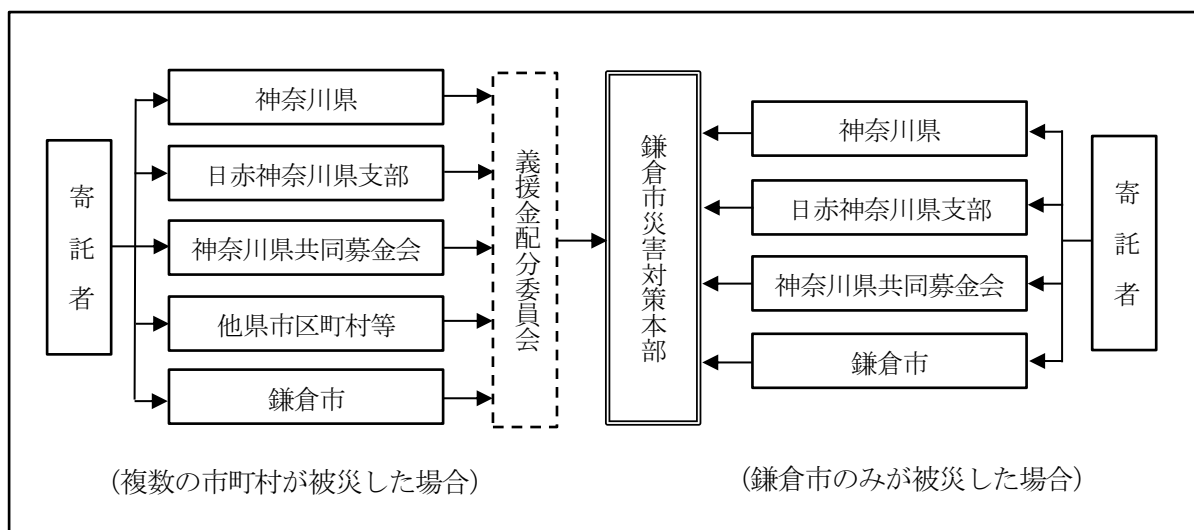 寄託者
神奈川県
日赤神奈川県支部
神奈川県共同募金会
他県市区町村等
鎌倉市
義援金配分委員会
(複数の市町村が被災した場合)
鎌倉市災害対策本部
神奈川県
日赤神奈川県支部
神奈川県共同募金会
鎌倉市
寄託者
(鎌倉市のみが被災した場合)